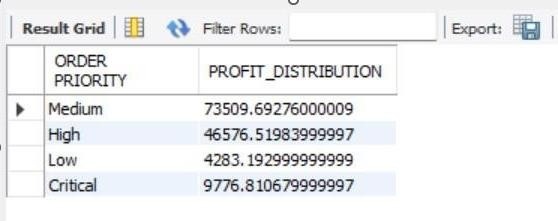 Result Grid Filter Rows: Export:
ORDER
PRIORITY PROFIT_DISTRIBUTION
Medium 73509.69276000009
High 46576.51983999997
Low 4283.192999999999
Critical 9776.810679999997